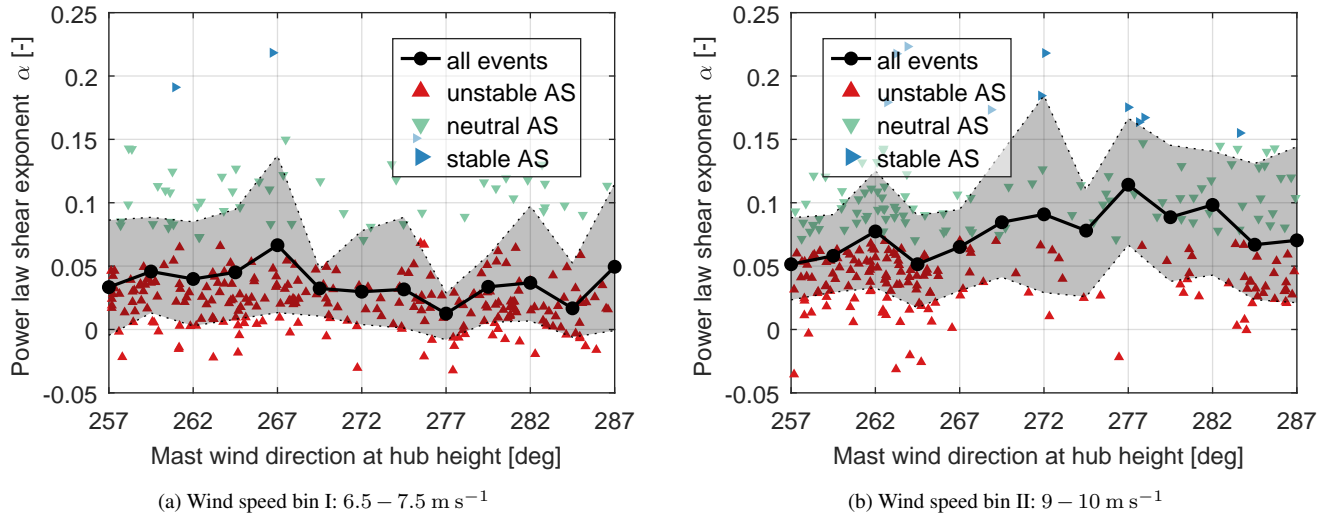 0.25
0.2
0.15
0.1
0.05
0
-0.05
Power law shear exponent α [-]
all events
unstable AS
neutral AS
stable AS
257 262 267 272 277 282 287
Mast wind direction at hub height [deg]
(a) Wind speed bin I: 6.5 − 7.5 m s⁻¹
0.25
0.2
0.15
0.1
0.05
0
-0.05
Power law shear exponent α [-]
all events
unstable AS
neutral AS
stable AS
257 262 267 272 277 282 287
Mast wind direction at hub height [deg]
(b) Wind speed bin II: 9 − 10 m s⁻¹